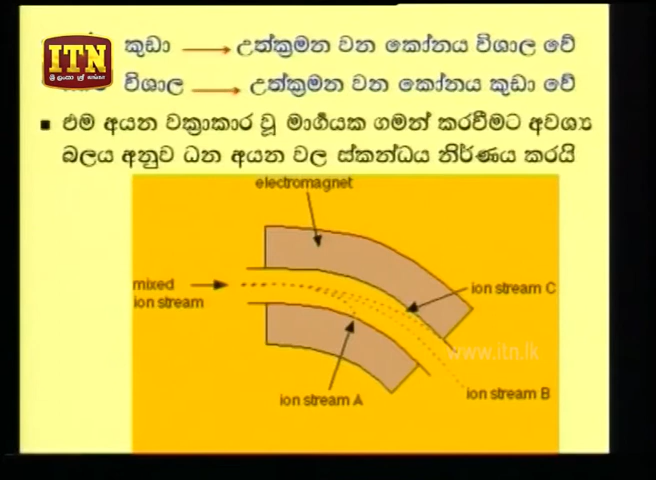 ITN
කුඩා → උත්ක්‍රමන වන කෝනය විශාල වේ
විශාල → උත්ක්‍රමන වන කෝනය කුඩා වේ
■ එම අයන වක්‍රාකාර වූ මාර්ගයක ගමන් කරවීමට අවශ්‍ය
බලය අනුව ධන අයන වල ස්කන්ධය නිර්ණය කරයි
electromagnet
mixed
ion stream
ion stream C
www.itn.lk
ion stream B
ion stream A